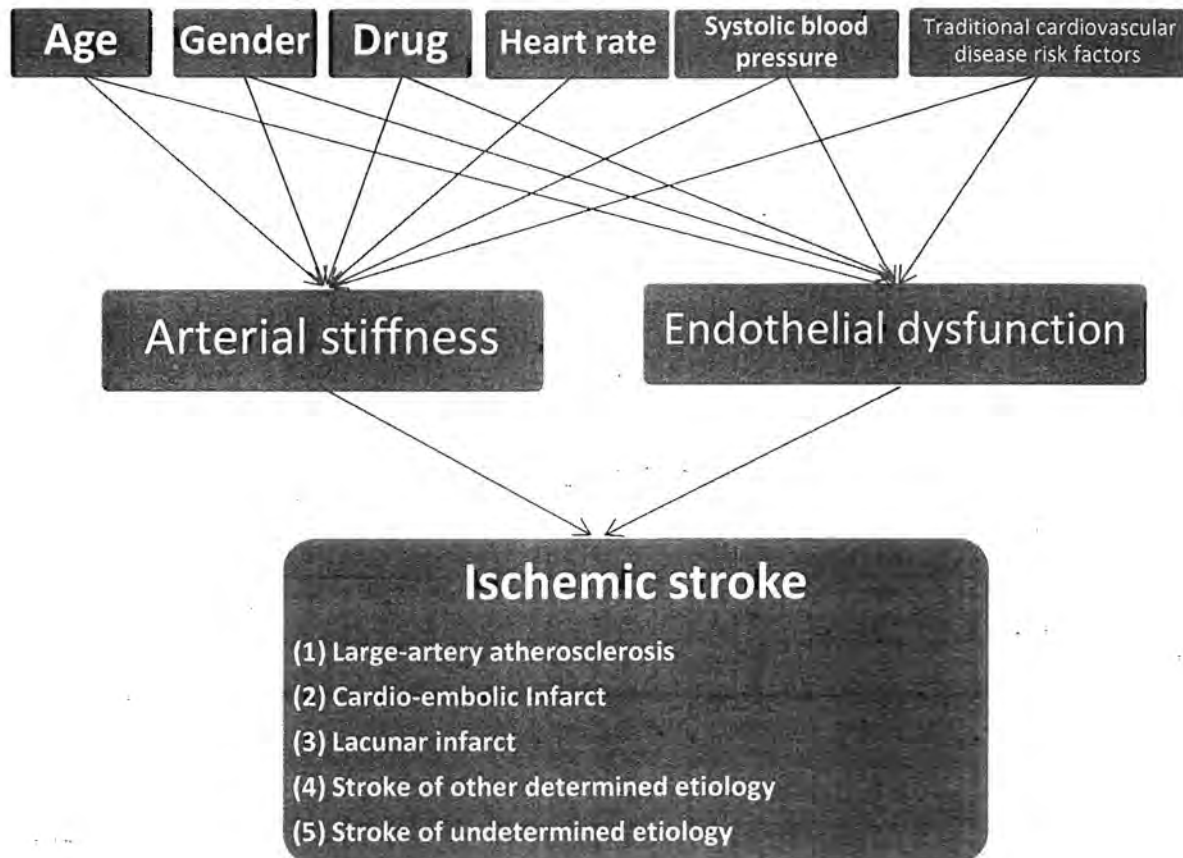 Age
Gender
Drug
Heart rate
Systolic blood
pressure
Traditional cardiovascular
disease risk factors
Arterial stiffness
Endothelial dysfunction
Ischemic stroke
(1) Large-artery atherosclerosis
(2) Cardio-embolic Infarct
(3) Lacunar infarct
(4) Stroke of other determined etiology
(5) Stroke of undetermined etiology